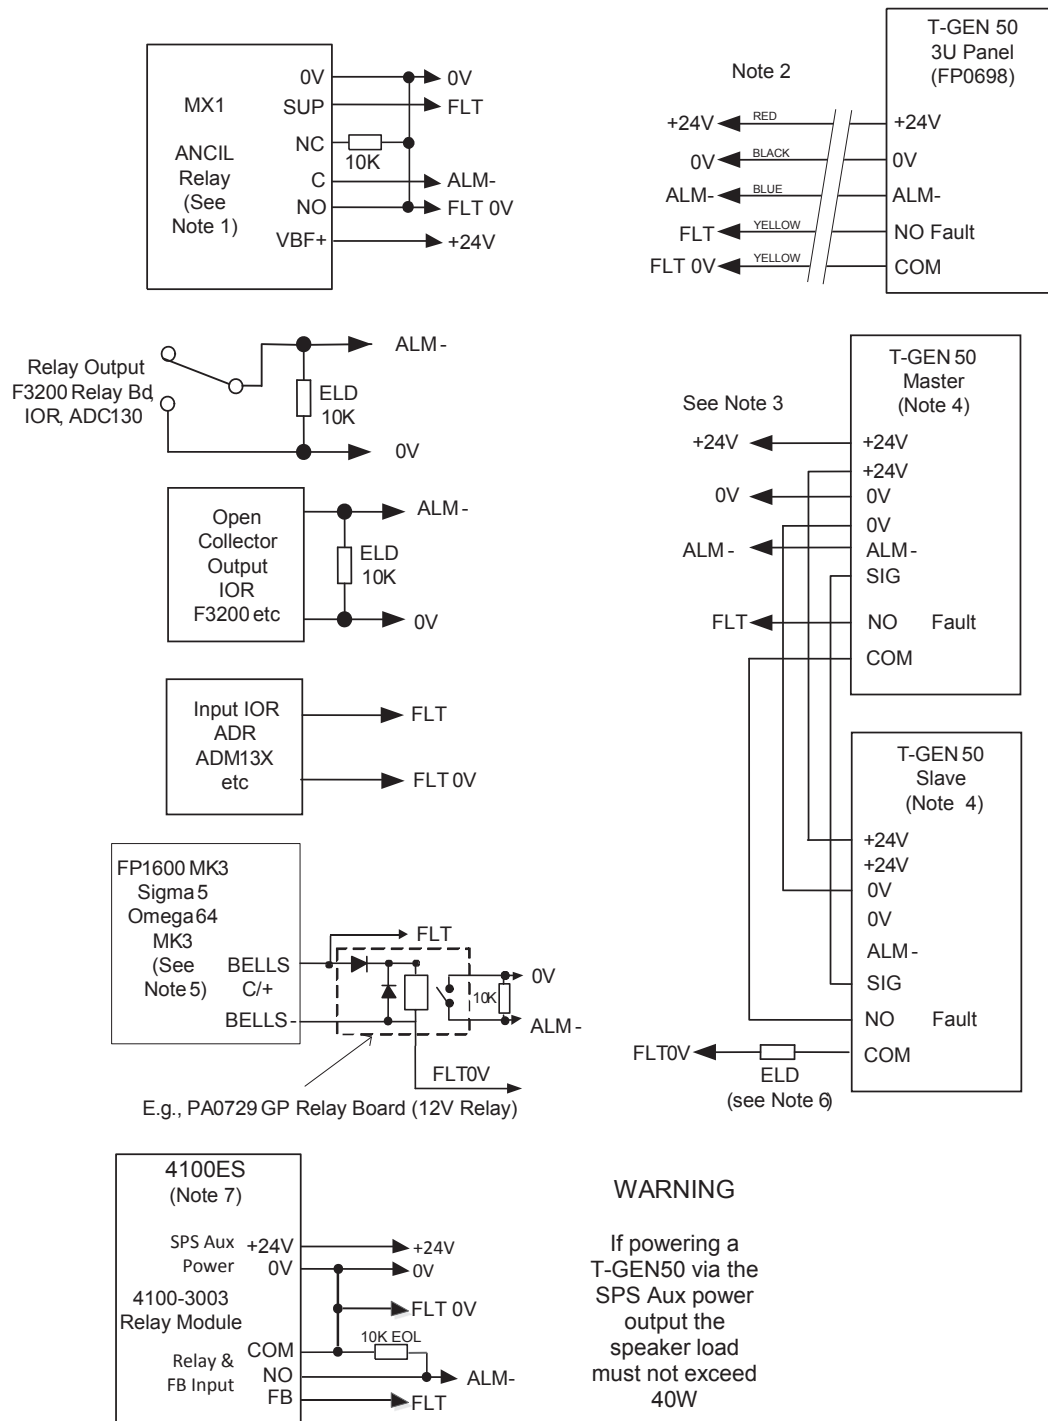 MX1
ANCIL
Relay
(See
Note 1)
0V
SUP
NC
C
NO
VBF+
10K
0V
FLT
ALM-
FLT 0V
+24V
Note 2
T-GEN 50
3U Panel
(FP0698)
+24V RED +24V
0V BLACK 0V
ALM- BLUE ALM-
FLT YELLOW NO Fault
FLT 0V YELLOW COM
Relay Output
F3200 Relay Bd,
IOR, ADC130
ELD
10K
ALM-
0V
Open
Collector
Output
IOR
F3200 etc
ELD
10K
ALM-
0V
Input IOR
ADR
ADM13X
etc
FLT
FLT 0V
See Note 3
T-GEN 50
Master
(Note 4)
+24V +24V
+24V
0V 0V
0V
ALM- ALM-
SIG
FLT NO Fault
COM
T-GEN 50
Slave
(Note 4)
+24V
+24V
0V
0V
ALM-
SIG
NO Fault
FLT0V COM
ELD
(see Note 6)
FP1600 MK3
Sigma 5
Omega 64
MK3
(See
Note 5)
BELLS
C/+
BELLS-
FLT
0V
10K
ALM-
FLT0V
E.g., PA0729 GP Relay Board (12V Relay)
4100ES
(Note 7)
SPS Aux
Power
4100-3003
Relay Module
Relay &
FB Input
+24V +24V
0V 0V
FLT 0V
COM 10K EOL
NO ALM-
FB FLT
WARNING
If powering a
T-GEN50 via the
SPS Aux power
output the
speaker load
must not exceed
40W